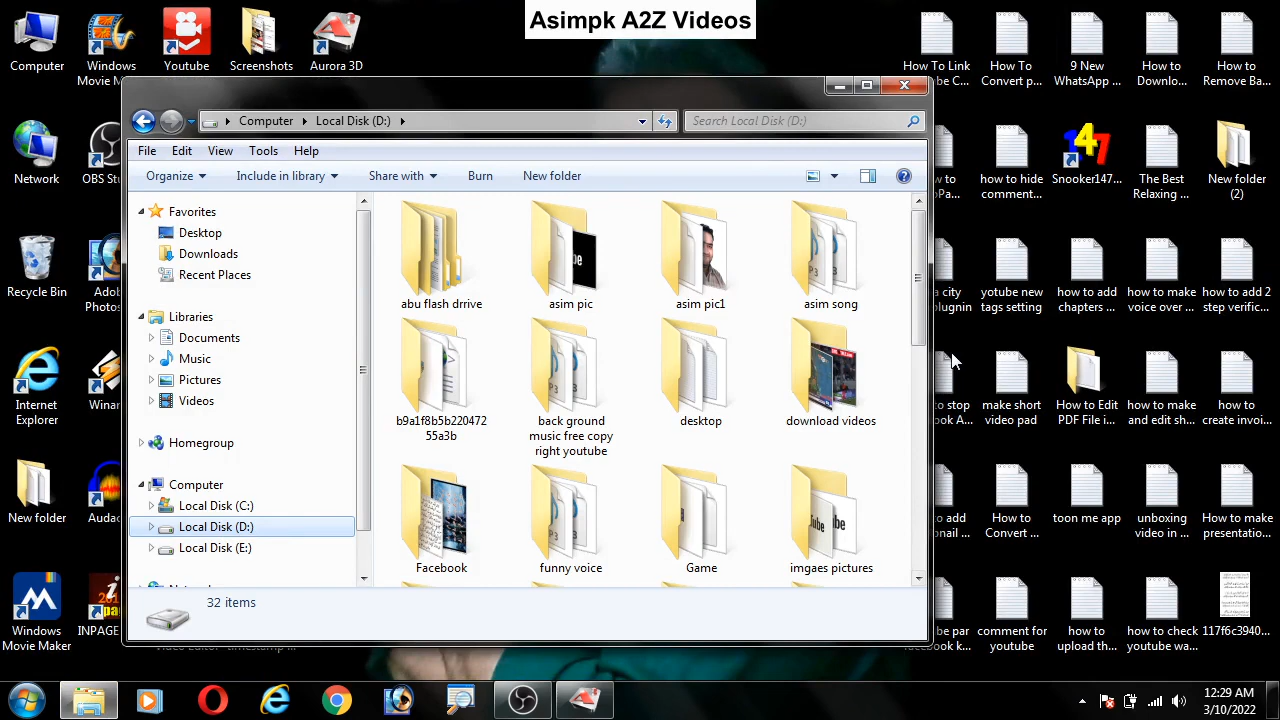 Asimpk A2Z Videos
Computer
Windows
Movie M...
Youtube
Screenshots
Aurora 3D
How To Link
be C...
How To
Convert p...
9 New
WhatsApp ...
How to
Downlo...
How to
Remove Ba...
Computer
Local Disk (D:)
Search Local Disk (D:)
File
Edit
View
Tools
Help
Organize
Include in library
Share with
Burn
New folder
Network
OBS Stu
how to hide
comment...
Snooker147...
The Best
Relaxing ...
New folder
(2)
Favorites
Desktop
Downloads
Recent Places
Libraries
Documents
Music
Pictures
Videos
Homegroup
Computer
Local Disk (C:)
Local Disk (D:)
Local Disk (E:)
abu flash drrive
asim pic
asim pic1
asim song
b9a1f8b5b220472
55a3b
back ground
music free copy
right youtube
desktop
download videos
Facebook
funny voice
Game
imgaes pictures
32 items
Recycle Bin
Adob
Photos
a city
plugnin
yotube new
tags setting
how to add
chapters ...
how to make
voice over ...
how to add 2
step verific...
Internet
Explorer
Winar
to stop
ook A...
make short
video pad
How to Edit
PDF File i...
how to make
and edit sh...
how to
create invoi...
New folder
Audac
to add
nail ...
How to
Convert ...
toon me app
unboxing
video in ...
How to make
presentatio...
Windows
Movie Maker
INPAGE
be par
facebook k...
comment for
youtube
how to
upload th...
how to check
youtube wa...
117f6c3940...
12:29 AM
3/10/2022